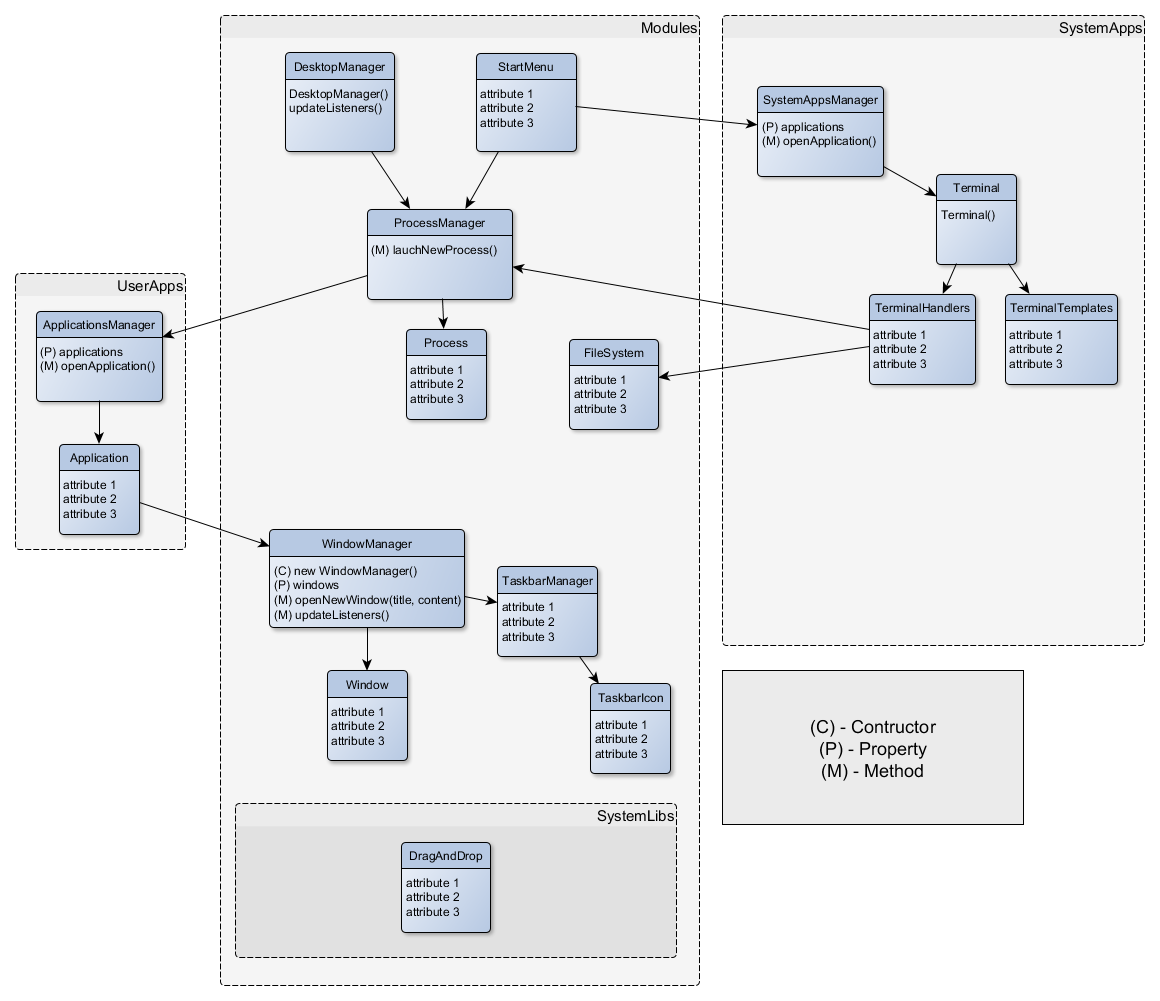 Modules
DesktopManager
DesktopManager()
updateListeners()
StartMenu
attribute 1
attribute 2
attribute 3
ProcessManager
(M) lauchNewProcess()
Process
attribute 1
attribute 2
attribute 3
FileSystem
attribute 1
attribute 2
attribute 3
SystemApps
SystemAppsManager
(P) applications
(M) openApplication()
Terminal
Terminal()
TerminalHandlers
attribute 1
attribute 2
attribute 3
TerminalTemplates
attribute 1
attribute 2
attribute 3
UserApps
ApplicationsManager
(P) applications
(M) openApplication()
Application
attribute 1
attribute 2
attribute 3
WindowManager
(C) new WindowManager()
(P) windows
(M) openNewWindow(title, content)
(M) updateListeners()
TaskbarManager
attribute 1
attribute 2
attribute 3
Window
attribute 1
attribute 2
attribute 3
TaskbarIcon
attribute 1
attribute 2
attribute 3
SystemLibs
DragAndDrop
attribute 1
attribute 2
attribute 3
(C) - Contructor
(P) - Property
(M) - Method